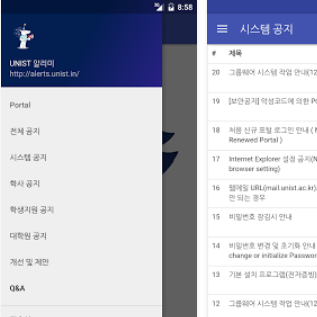 8:58
UNIST 알리미
http://alerts.unist.in/
Portal
전체 공지
시스템 공지
학사 공지
학생지원 공지
대학원 공지
개선 및 제안
Q&A
시스템 공지
# 제목
20 그룹웨어 시스템 작업 안내(12
19 [보안공지] 악성코드에 의한 Po
18 처음 신규 포털 로그인 안내 ( N
Renewed Portal )
17 Internet Explorer 설정 공지(N
browser setting)
16 웹메일 URL(mail.unist.ac.kr)
안 되는 경우
15 비밀번호 잠김시 안내
14 비밀번호 변경 및 초기화 안내
change or initialize Passwor
13 기본 설치 프로그램(전자증빙)
12 그룹웨어 시스템 작업 안내(12